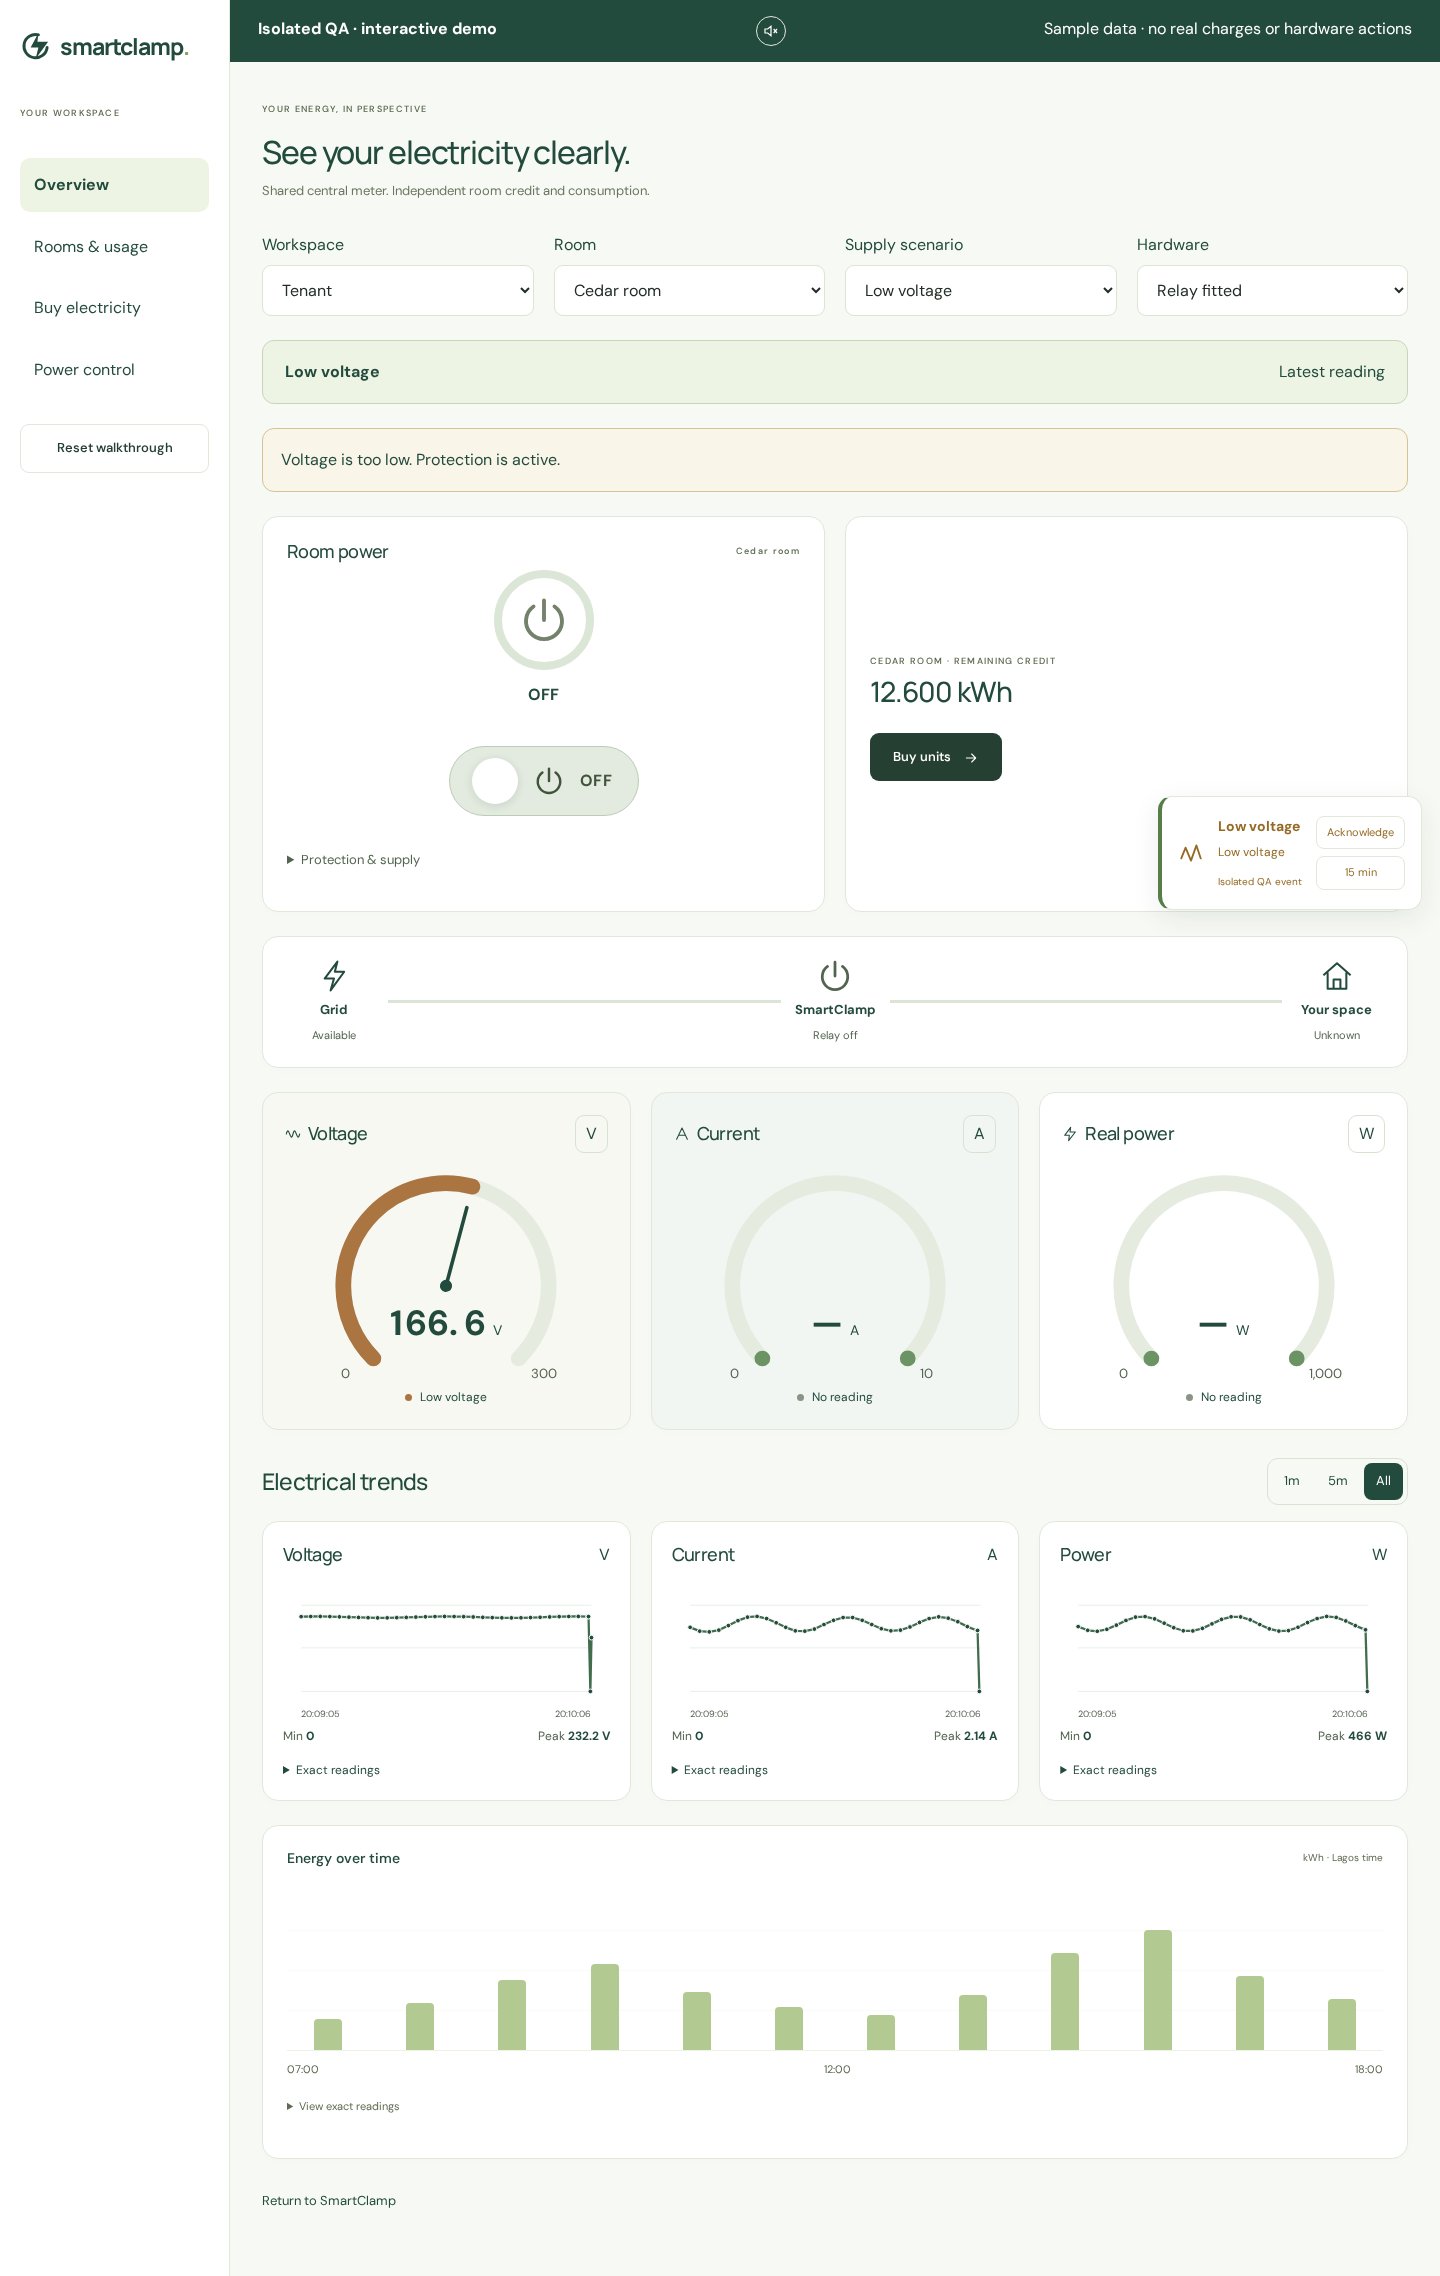 smartclamp.
YOUR WORKSPACE
Overview
Rooms & usage
Buy electricity
Power control
Reset walkthrough
Isolated QA · interactive demo
Sample data · no real charges or hardware actions
YOUR ENERGY, IN PERSPECTIVE
See your electricity clearly.
Shared central meter. Independent room credit and consumption.
Workspace
Room
Supply scenario
Hardware
Tenant
Cedar room
Low voltage
Relay fitted
Low voltage
Latest reading
Voltage is too low. Protection is active.
Room power
Cedar room
OFF
OFF
Protection & supply
CEDAR ROOM · REMAINING CREDIT
12.600 kWh
Buy units →
Low voltage
Low voltage
Isolated QA event
Acknowledge
15 min
Grid
Available
SmartClamp
Relay off
Your space
Unknown
Voltage
V
166.6 V
0
300
Low voltage
Current
A
— A
0
10
No reading
Real power
W
— W
0
1,000
No reading
Electrical trends
1m
5m
All
Voltage
V
20:09:05
20:10:06
Min 0
Peak 232.2 V
Exact readings
Current
A
20:09:05
20:10:06
Min 0
Peak 2.14 A
Exact readings
Power
W
20:09:05
20:10:06
Min 0
Peak 466 W
Exact readings
Energy over time
kWh · Lagos time
07:00
12:00
18:00
View exact readings
Return to SmartClamp